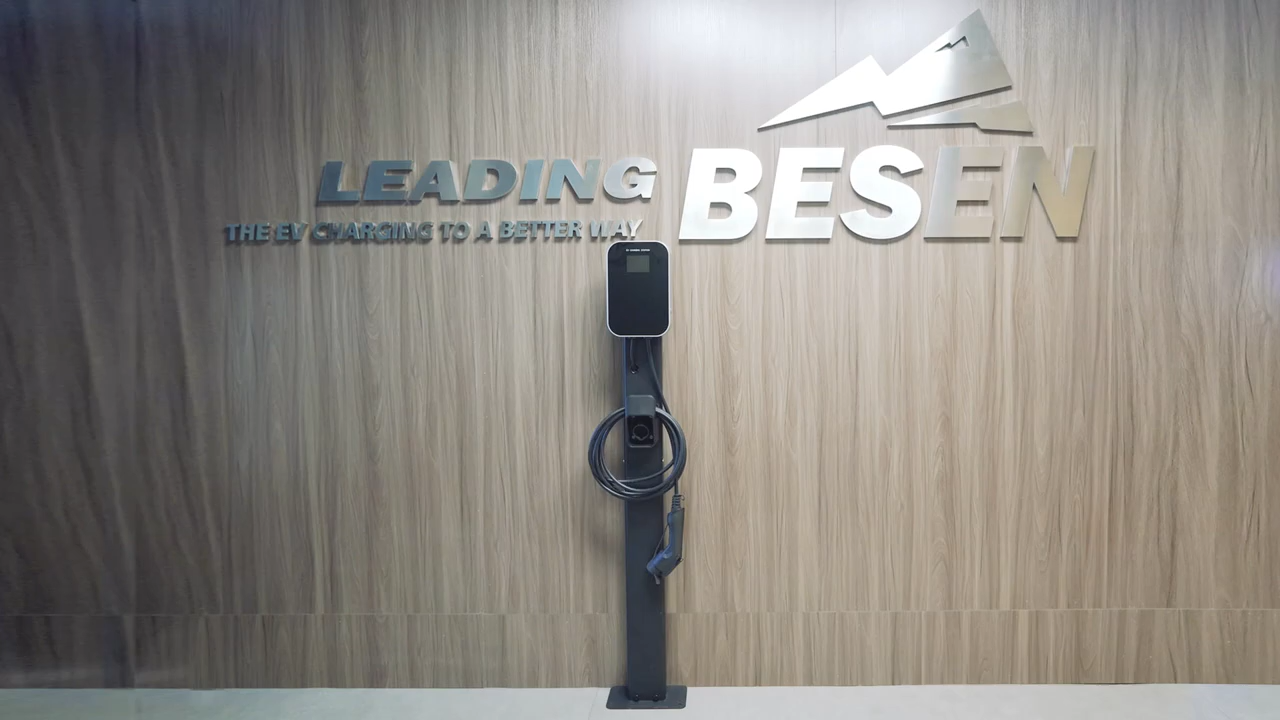 LEADING
THE EV CHARGING TO A BETTER WAY
BESEN